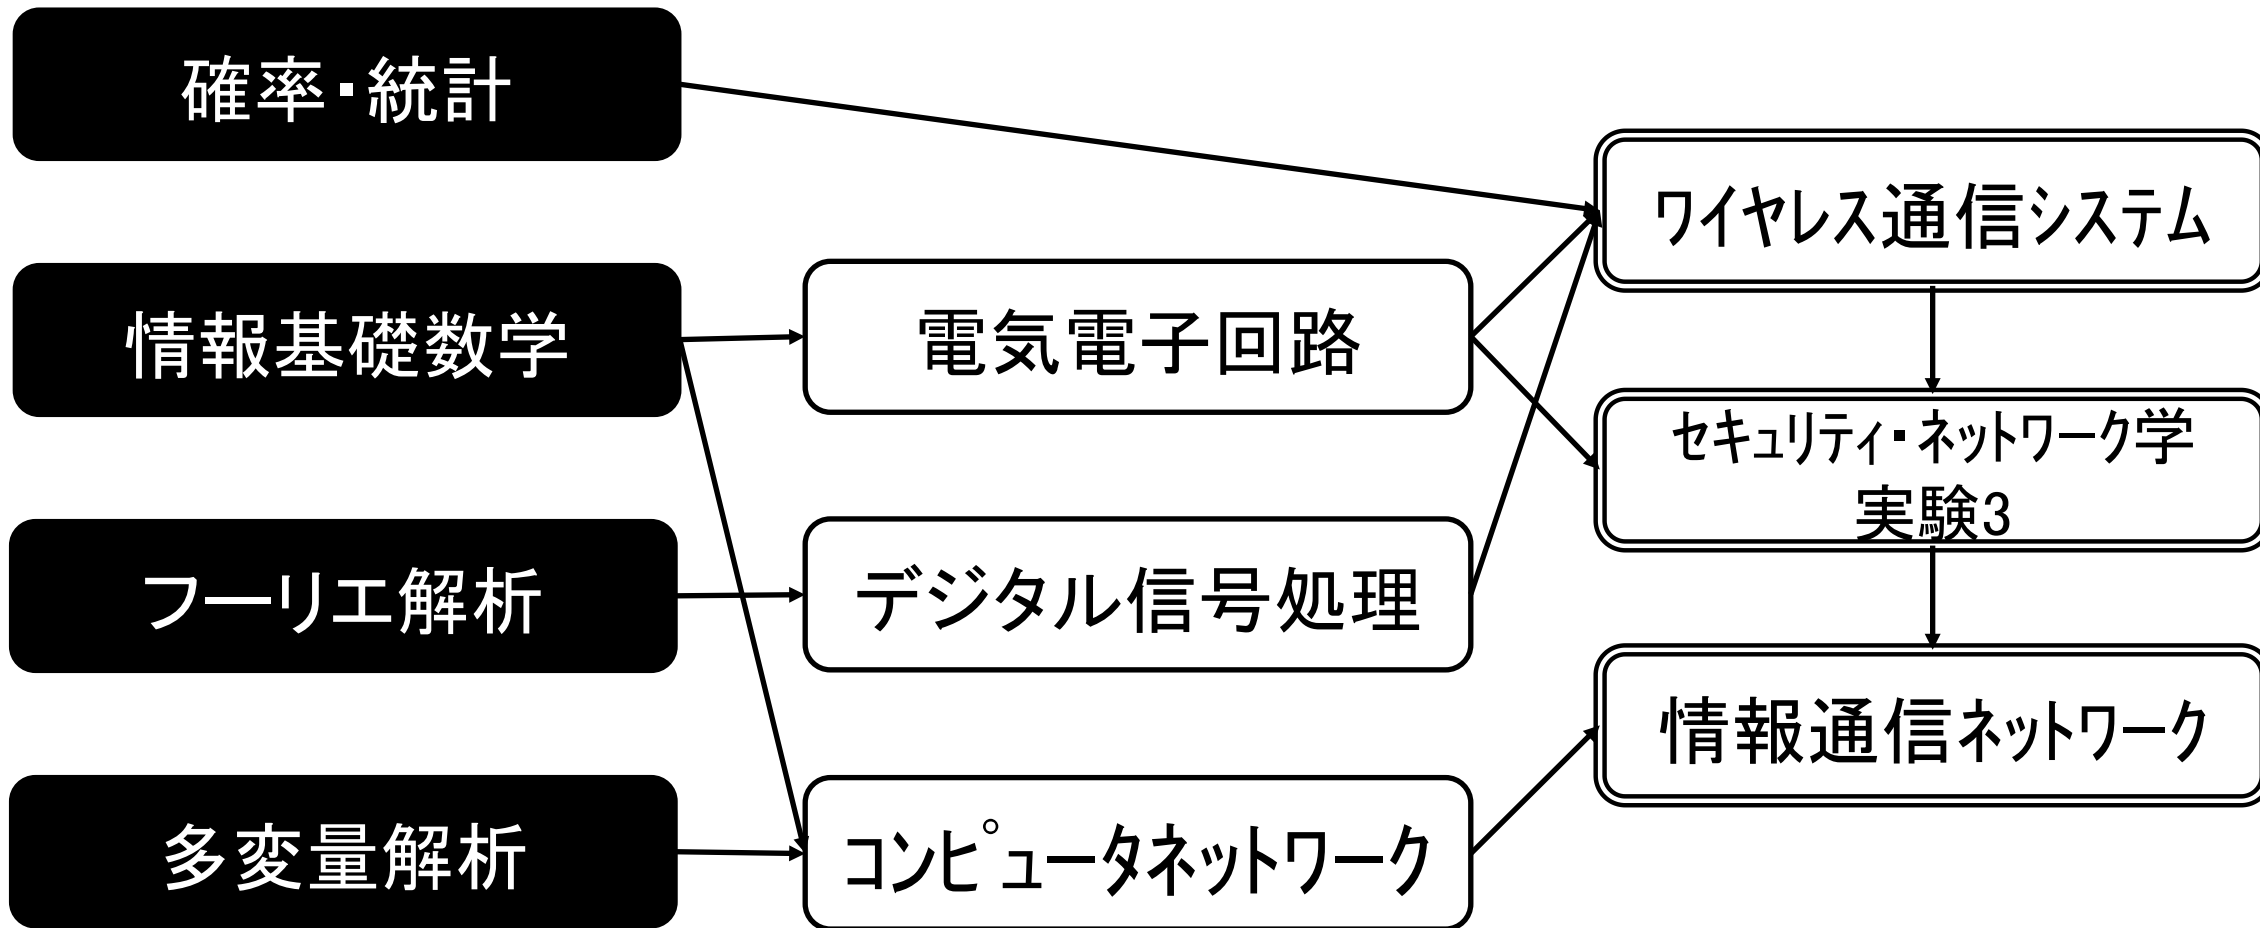 確率・統計
情報基礎数学
フーリエ解析
多変量解析
電気電子回路
デジタル信号処理
コンピュータネットワーク
ワイヤレス通信システム
セキュリティ・ネットワーク学
実験3
情報通信ネットワーク